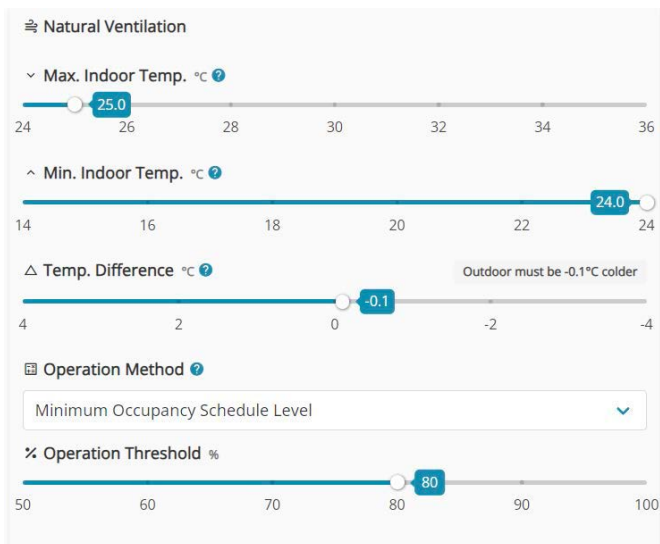 Natural Ventilation
Max. Indoor Temp. °C ?
25.0
24 26 28 30 32 34 36
Min. Indoor Temp. °C ?
24.0
14 16 18 20 22 24
Temp. Difference °C ? Outdoor must be -0.1°C colder
-0.1
4 2 0 -2 -4
Operation Method ?
Minimum Occupancy Schedule Level
Operation Threshold %
80
50 60 70 80 90 100